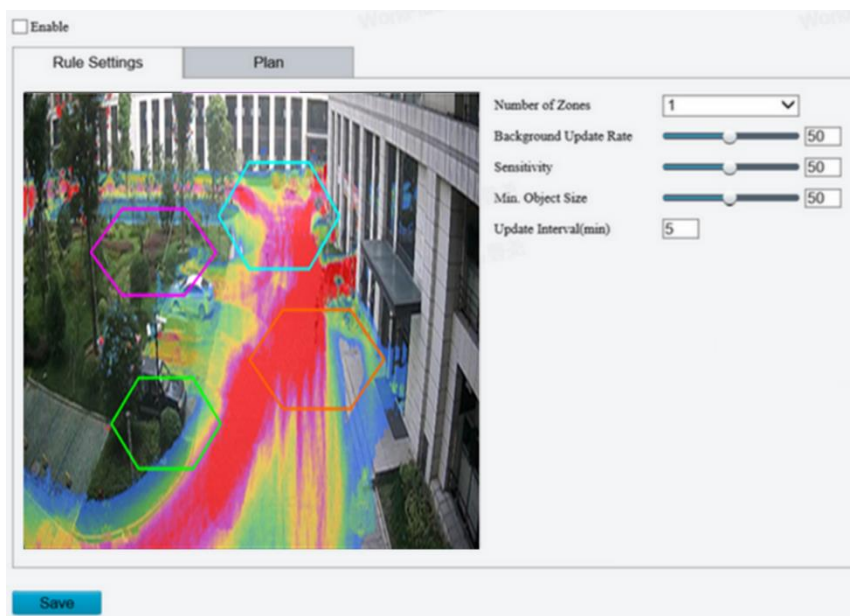 Enable
Rule Settings
Plan
Number of Zones 1
Background Update Rate 50
Sensitivity 50
Min. Object Size 50
Update Interval(min) 5
Save